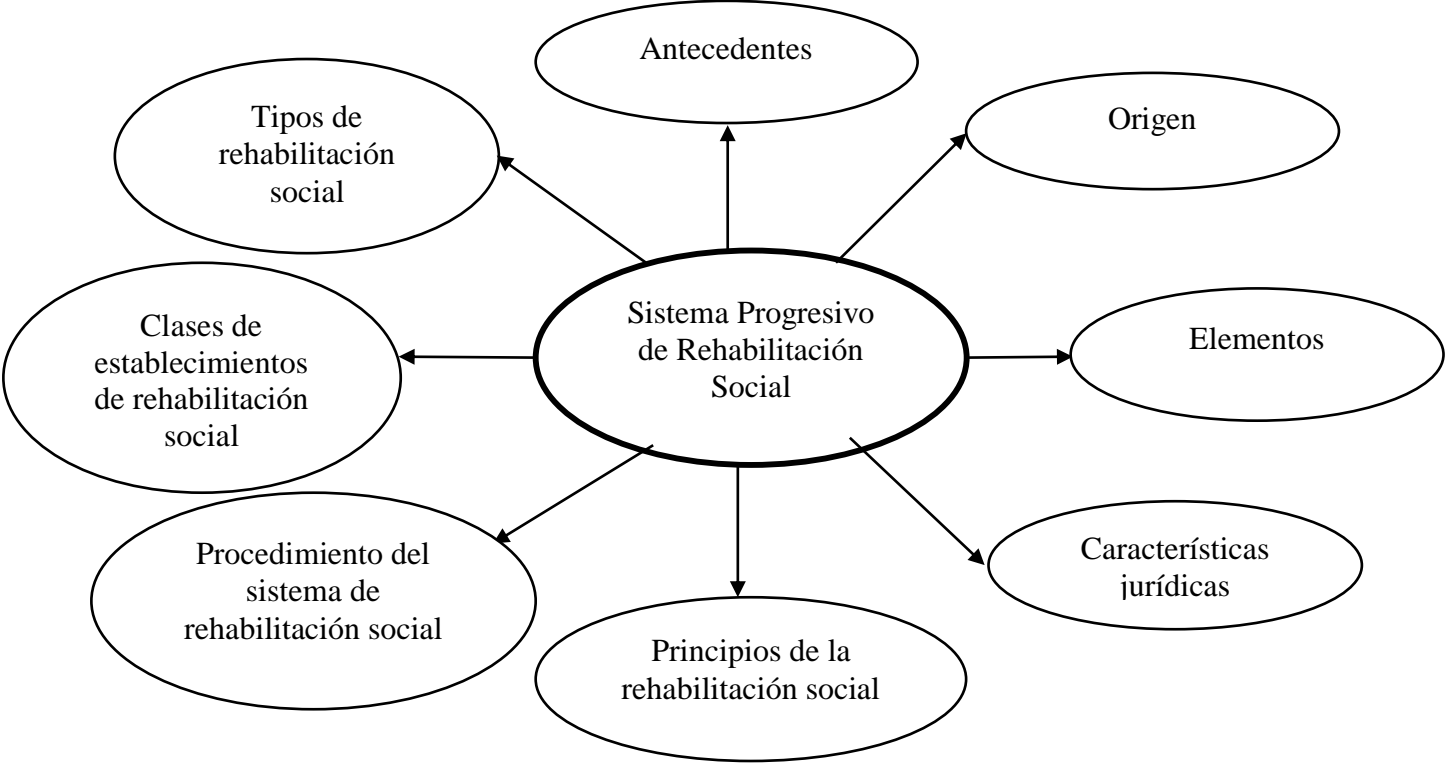 Antecedentes
Origen
Tipos de
rehabilitación
social
Sistema Progresivo
de Rehabilitación
Social
Elementos
Clases de
establecimientos
de rehabilitación
social
Características
jurídicas
Procedimiento del
sistema de
rehabilitación social
Principios de la
rehabilitación social